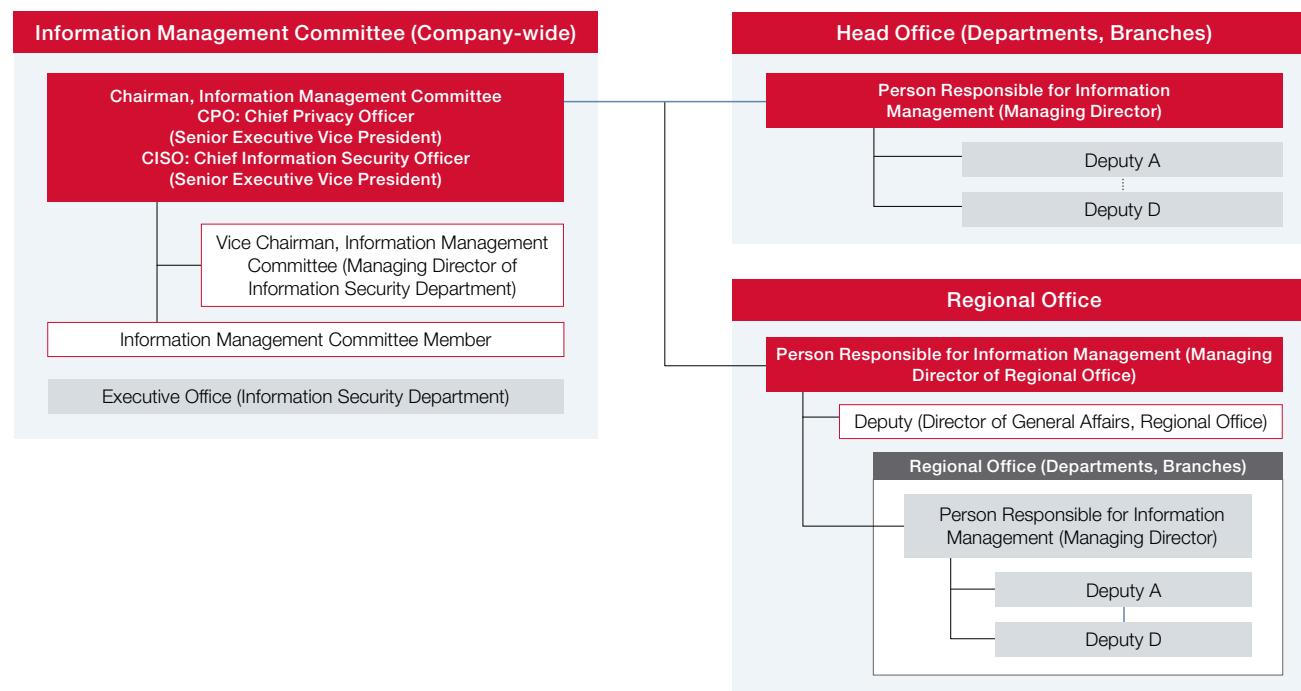 Information Management Committee (Company-wide)
Chairman, Information Management Committee
CPO: Chief Privacy Officer
(Senior Executive Vice President)
CISO: Chief Information Security Officer
(Senior Executive Vice President)
Vice Chairman, Information Management
Committee (Managing Director of
Information Security Department)
Information Management Committee Member
Executive Office (Information Security Department)
Head Office (Departments, Branches)
Person Responsible for Information
Management (Managing Director)
Deputy A
Deputy D
Regional Office
Person Responsible for Information Management (Managing
Director of Regional Office)
Deputy (Director of General Affairs, Regional Office)
Regional Office (Departments, Branches)
Person Responsible for Information
Management (Managing Director)
Deputy A
Deputy D